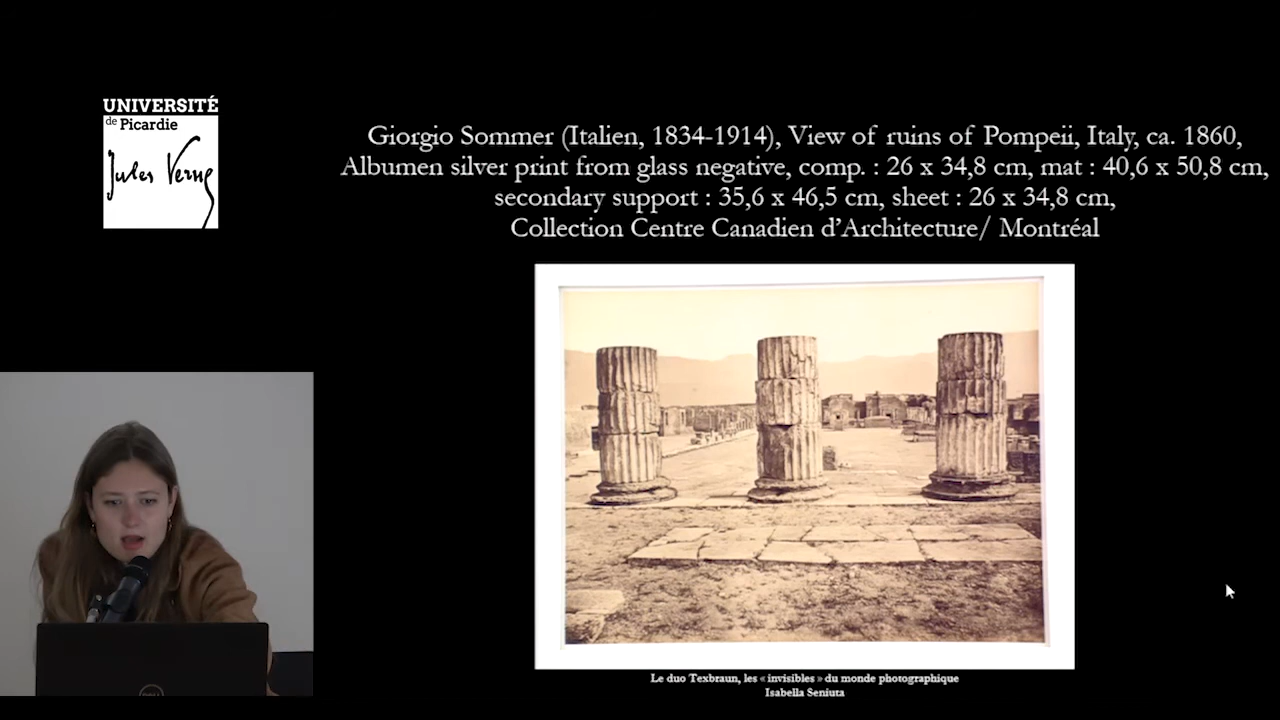 UNIVERSITÉ
de Picardie
Jules Verne
Giorgio Sommer (Italien, 1834-1914), View of ruins of Pompeii, Italy, ca. 1860,
Albumen silver print from glass negative, comp. : 26 x 34,8 cm, mat : 40,6 x 50,8 cm,
secondary support : 35,6 x 46,5 cm, sheet : 26 x 34,8 cm,
Collection Centre Canadien d’Architecture/ Montréal
DELL
Le duo Texbraun, les « invisibles » du monde photographique
Isabella Seniuta